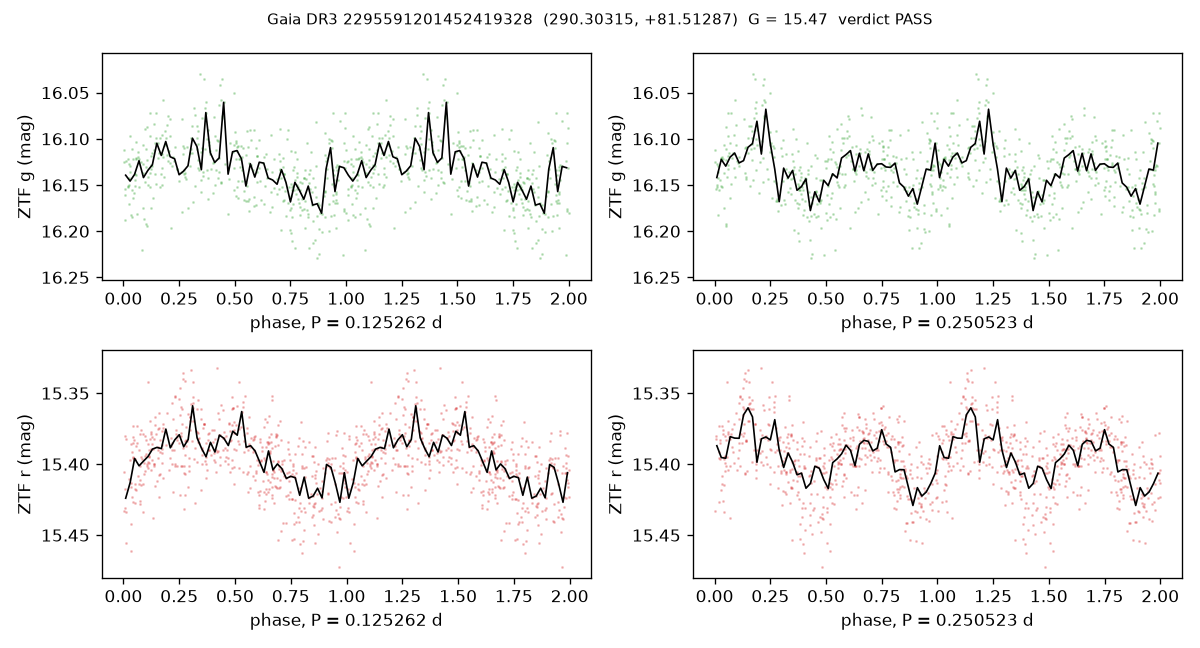 Gaia DR3 2295591201452419328 (290.30315, +81.51287) G = 15.47 verdict PASS
ZTF g (mag)
16.05
16.10
16.15
16.20
16.25
0.00 0.25 0.50 0.75 1.00 1.25 1.50 1.75 2.00
phase, P = 0.125262 d
ZTF g (mag)
16.05
16.10
16.15
16.20
16.25
0.00 0.25 0.50 0.75 1.00 1.25 1.50 1.75 2.00
phase, P = 0.250523 d
ZTF r (mag)
15.35
15.40
15.45
0.00 0.25 0.50 0.75 1.00 1.25 1.50 1.75 2.00
phase, P = 0.125262 d
ZTF r (mag)
15.35
15.40
15.45
0.00 0.25 0.50 0.75 1.00 1.25 1.50 1.75 2.00
phase, P = 0.250523 d